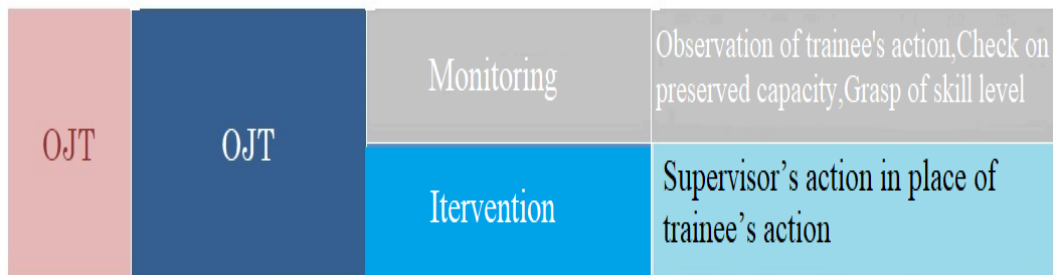 OJT
OJT
Monitoring
Observation of trainee's action,Check on
preserved capacity,Grasp of skill level
Itervention
Supervisor’s action in place of
trainee’s action